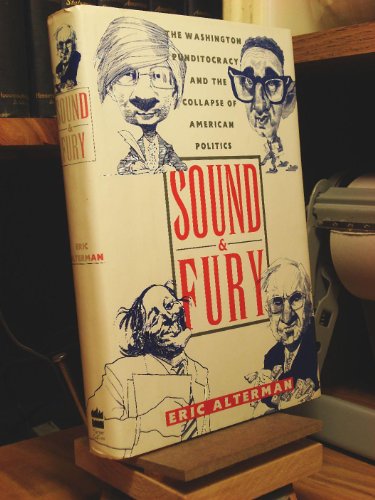 THE WASHINGTON
PUNDITOCRACY
AND THE
COLLAPSE OF
AMERICAN
POLITICS
SOUND
&
FURY
ERIC ALTERMAN
SOUND
&
FURY
ERIC
ALTERMAN